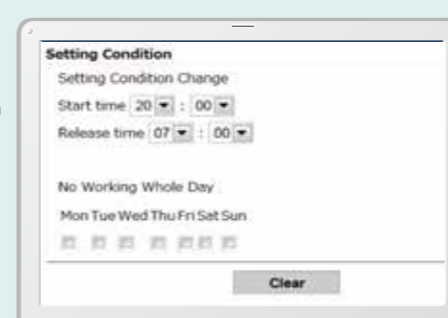 Setting Condition
Setting Condition Change
Start time 20 : 00
Release time 07 : 00
No Working Whole Day
Mon Tue Wed Thu Fri Sat Sun
Clear